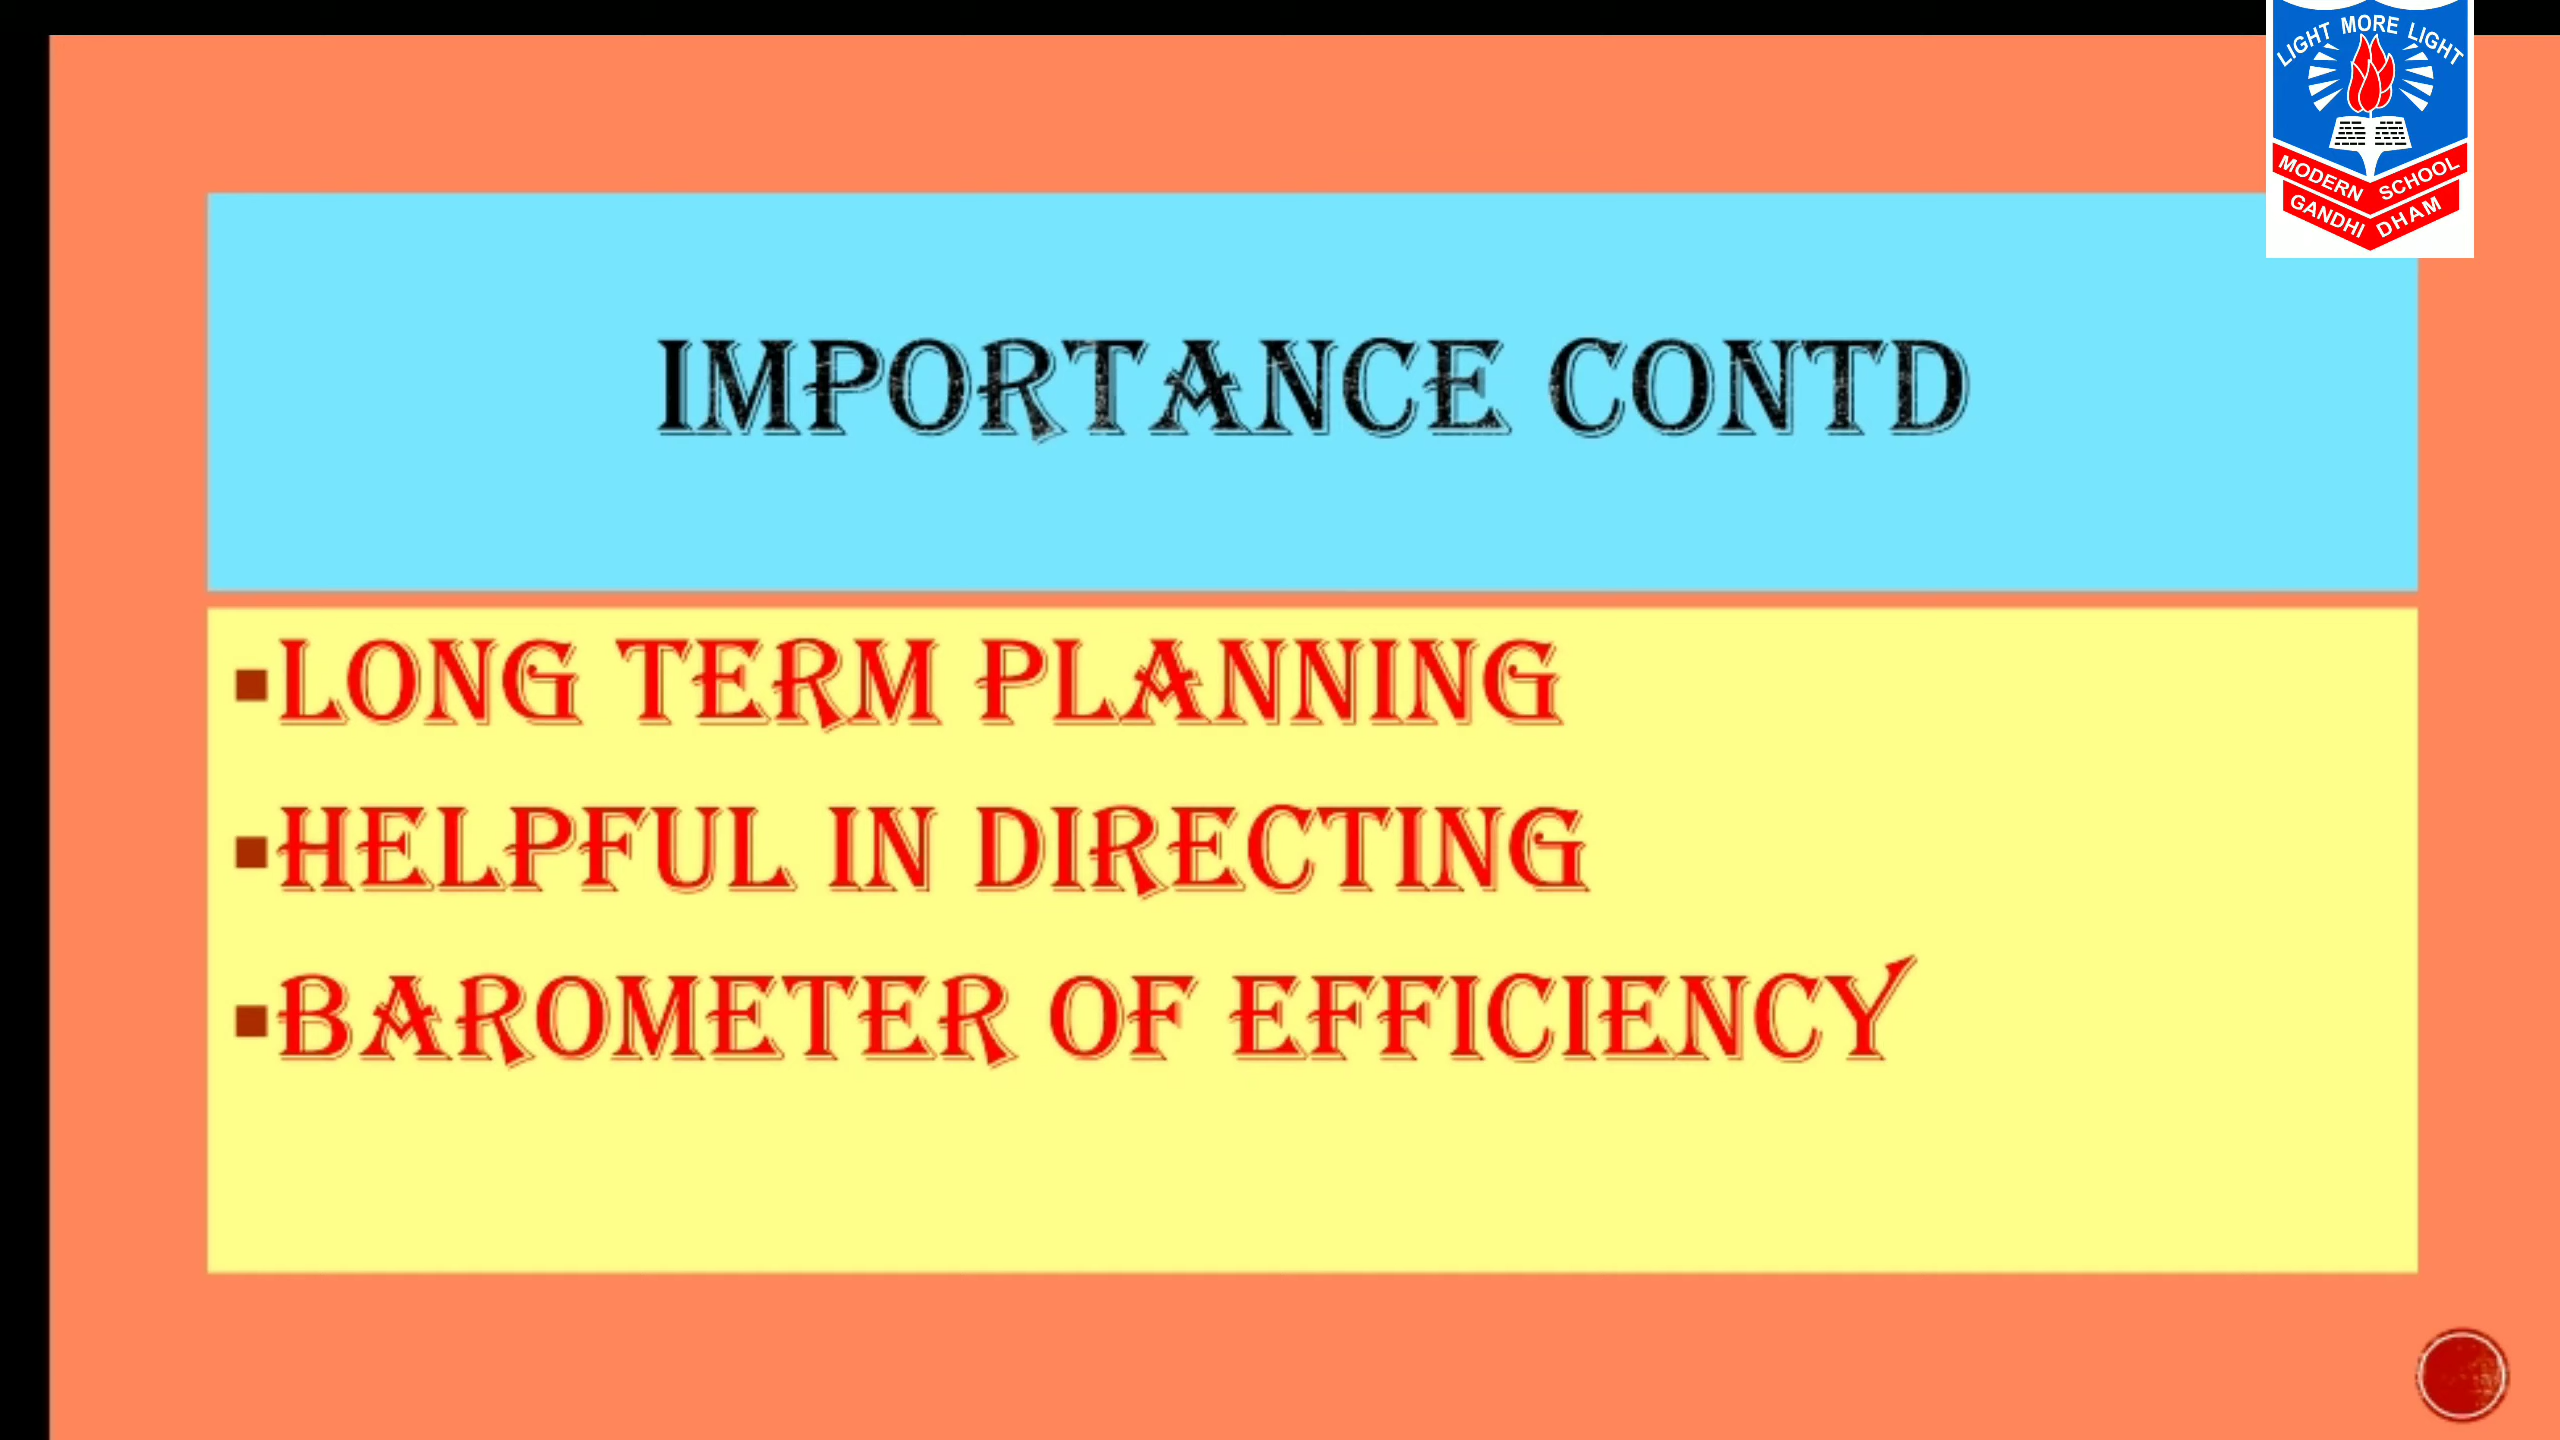 LIGHT MORE LIGHT
MODERN SCHOOL
GANDHI DHAM
IMPORTANCE CONTD
▪LONG TERM PLANNING
▪HELPFUL IN DIRECTING
▪BAROMETER OF EFFICIENCY